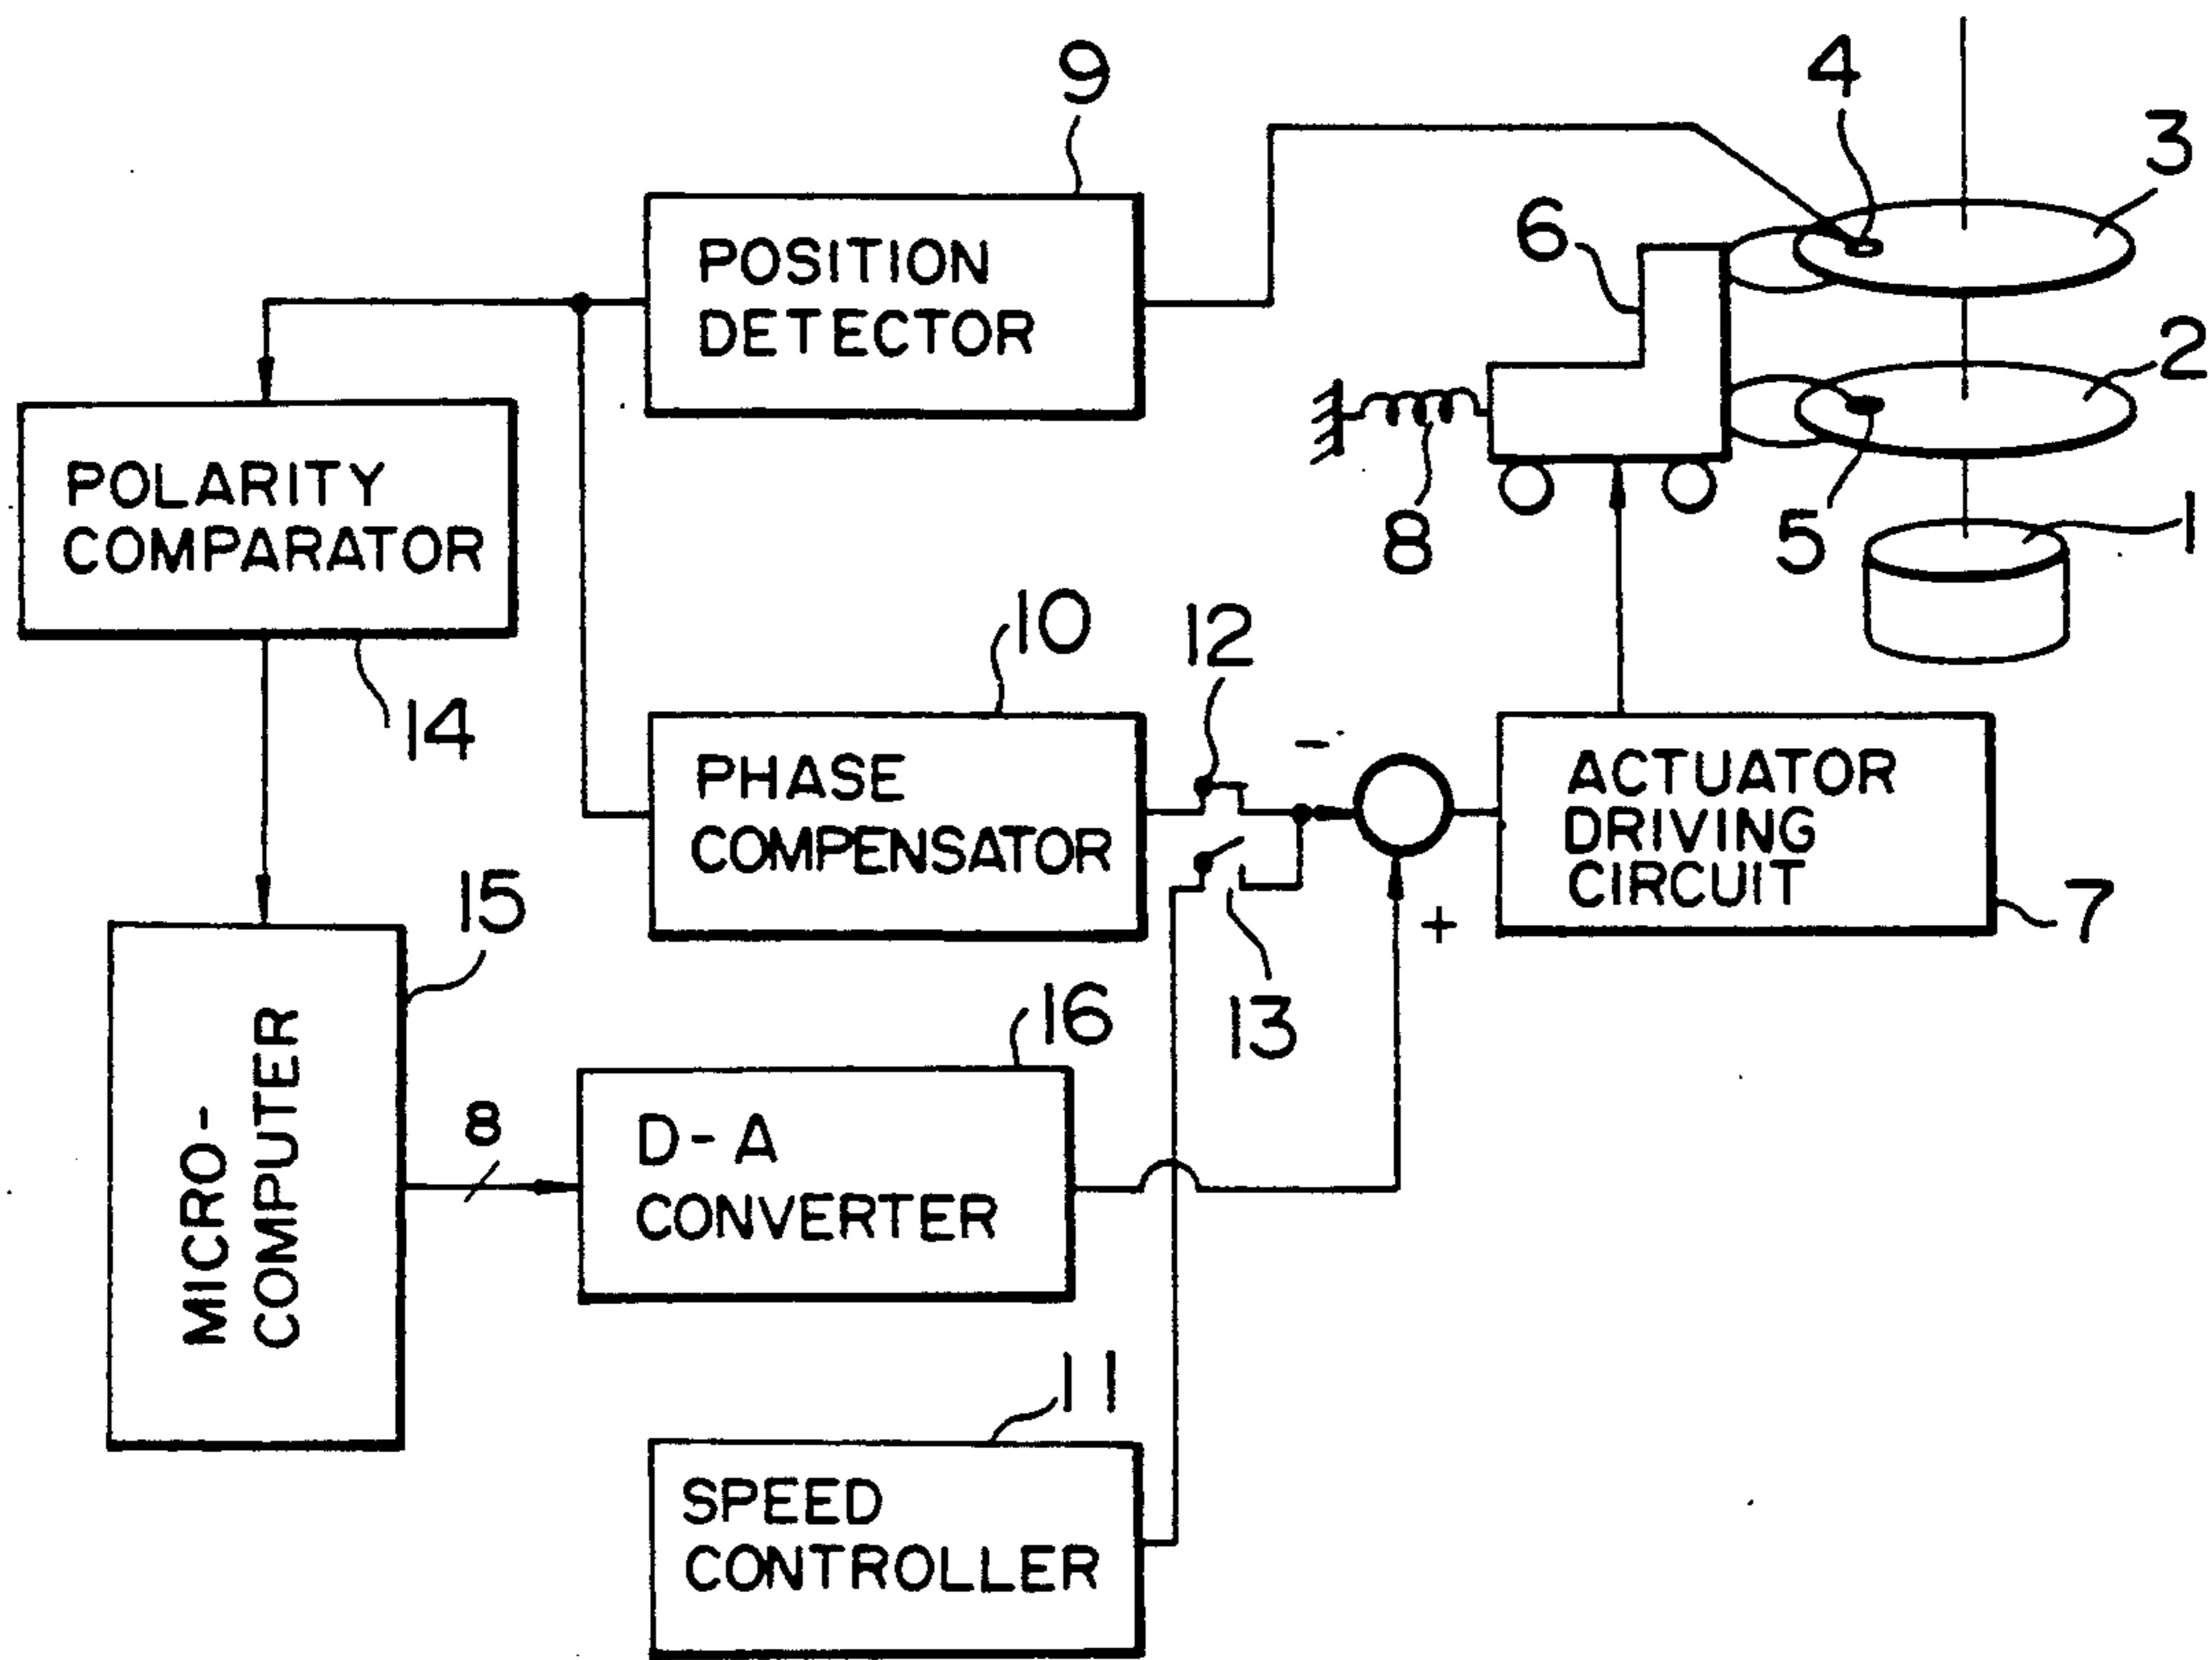 9
4
3
POSITION
DETECTOR
6
2
8
5
1
POLARITY
COMPARATOR
14
10
12
-
PHASE
COMPENSATOR
ACTUATOR
DRIVING
CIRCUIT
7
+
13
15
MICRO-
COMPUTER
8
16
D-A
CONVERTER
11
SPEED
CONTROLLER